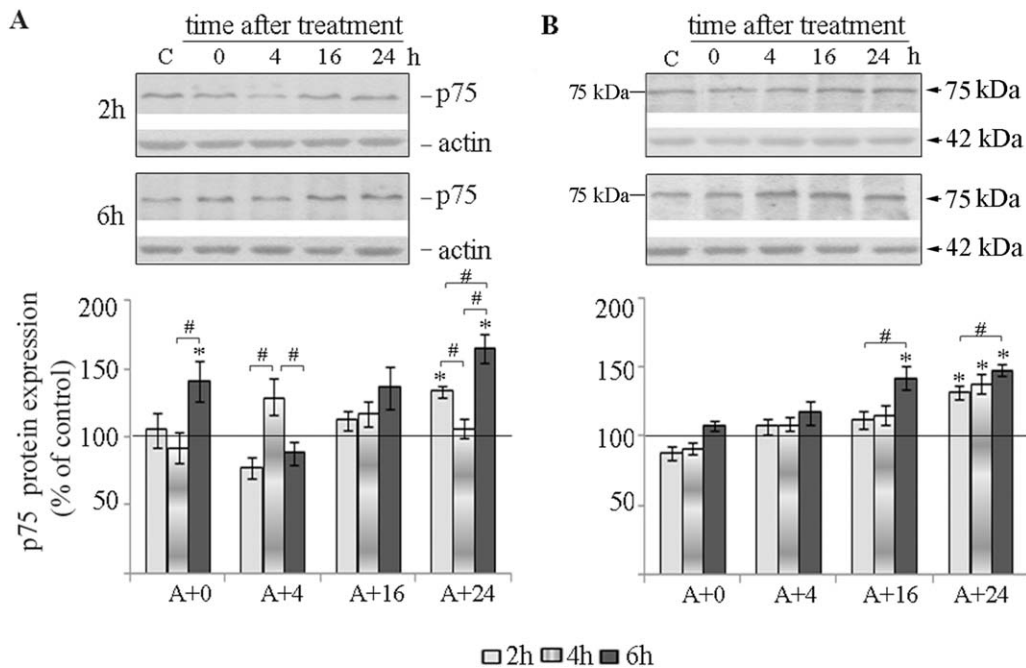 A
time after treatment
C 0 4 16 24 h
2h
p75
actin
6h
p75
actin
p75 protein expression
(% of control)
200
150
100
50
# * # # * # # # *
A+0 A+4 A+16 A+24
B
time after treatment
C 0 4 16 24 h
75 kDa 75 kDa
42 kDa
75 kDa 75 kDa
42 kDa
200
150
100
50
# * # * * *
A+0 A+4 A+16 A+24
2h 4h 6h